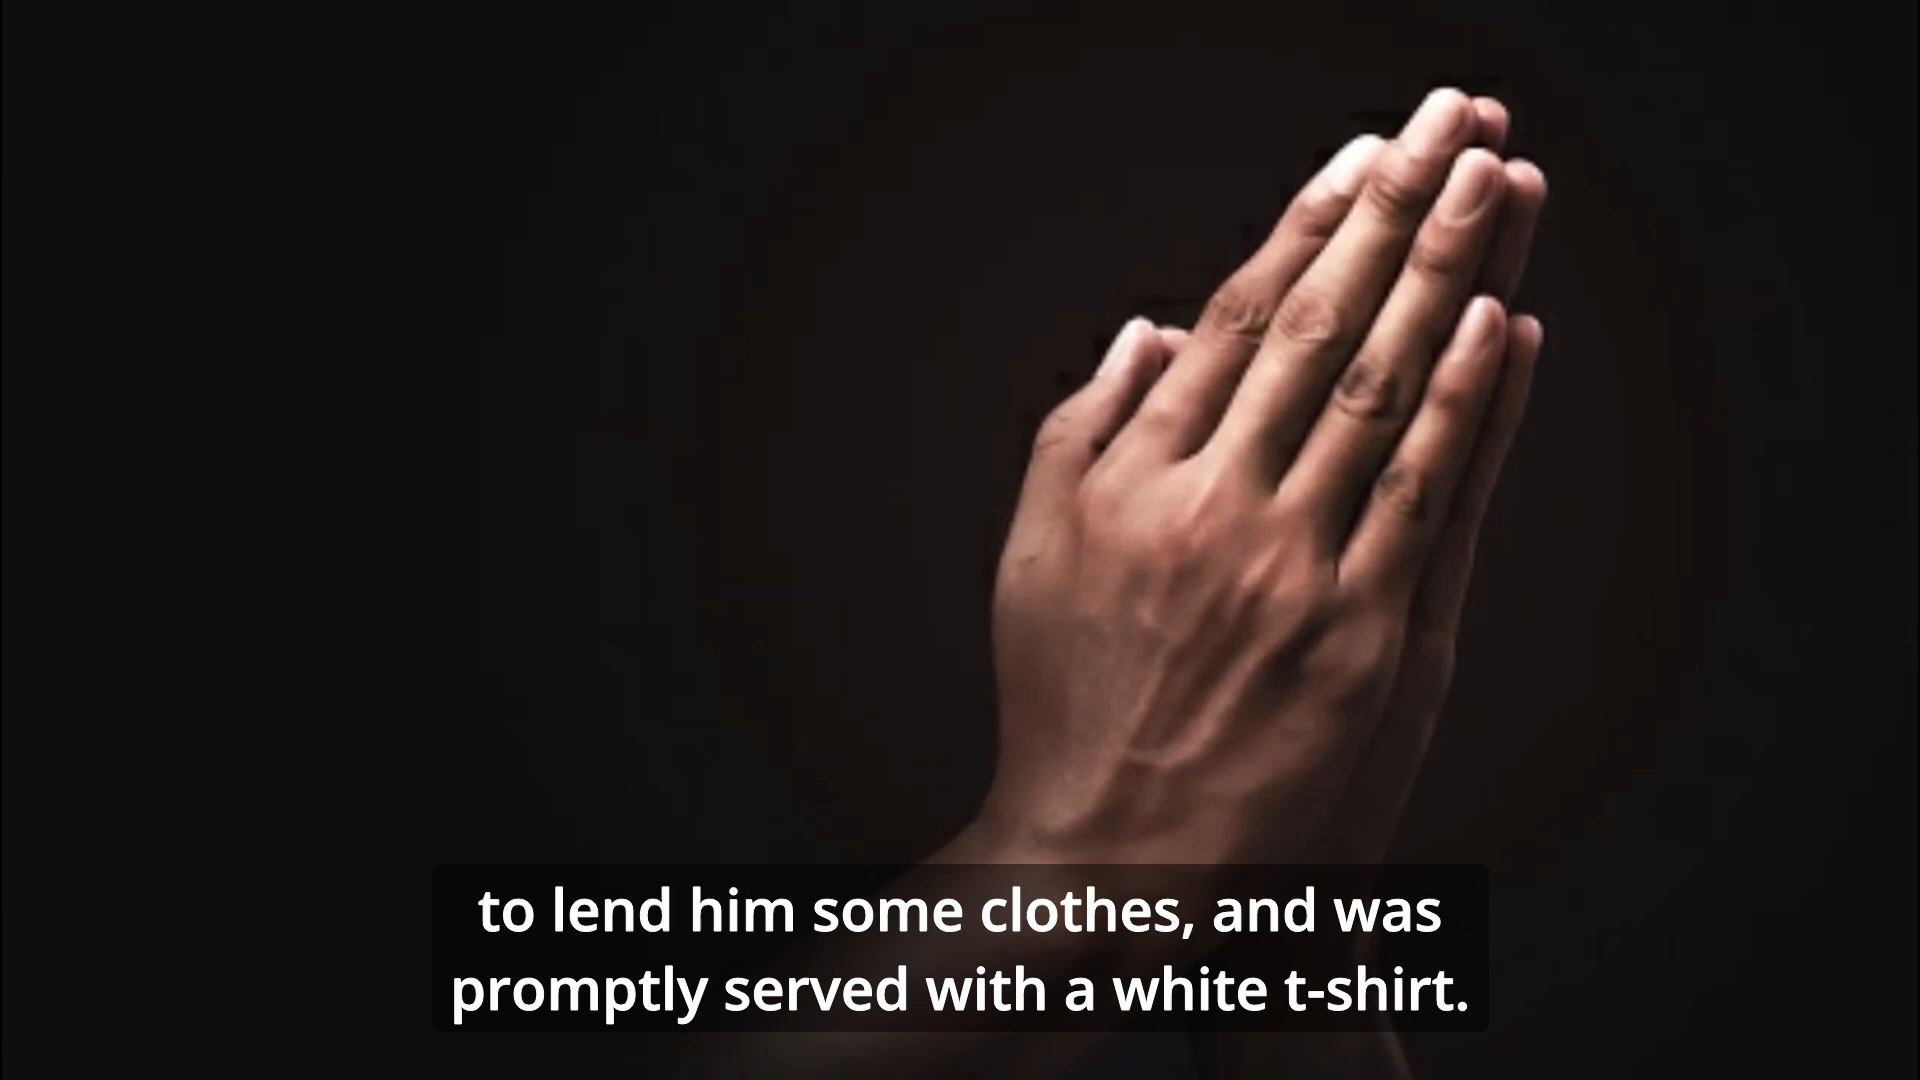 to lend him some clothes, and was
promptly served with a white t-shirt.